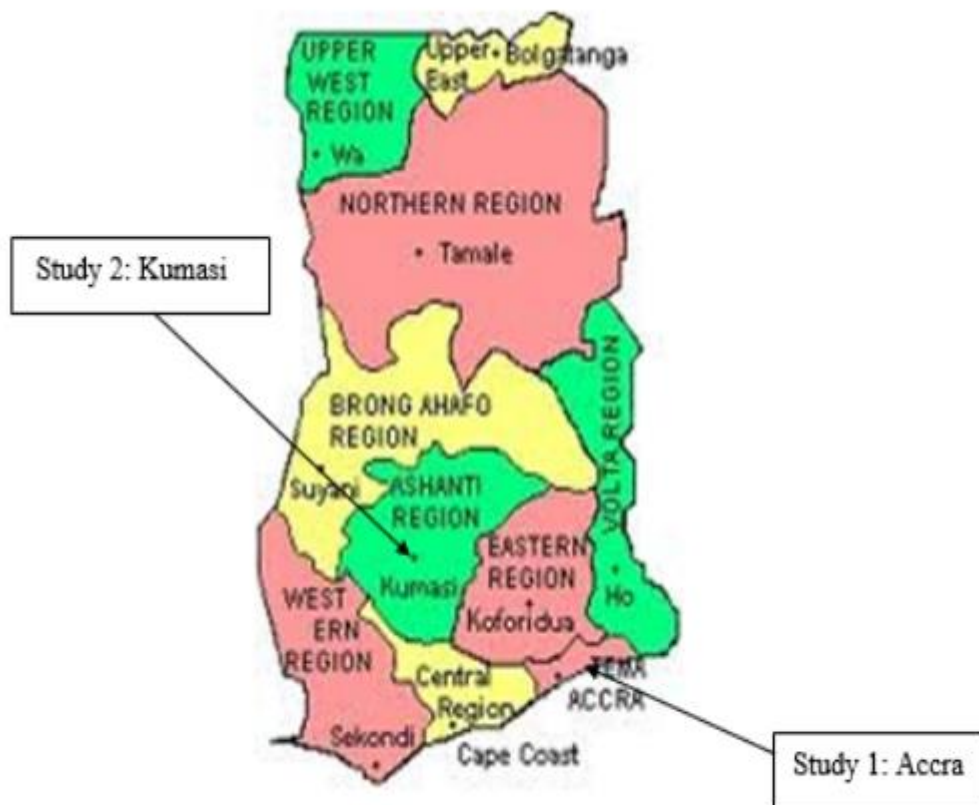 UPPER
WEST
REGION
Wa
Upper
East
Bolgatanga
NORTHERN REGION
Tamale
Study 2: Kumasi
BRONG AHAFO
REGION
Suyani
ASHANTI
REGION
Kumasi
VOLTA REGION
Ho
EASTERN
REGION
Koforidua
WEST
ERN
REGION
Sekondi
Central
Region
Cape Coast
TEMA
ACCRA
Study 1: Accra